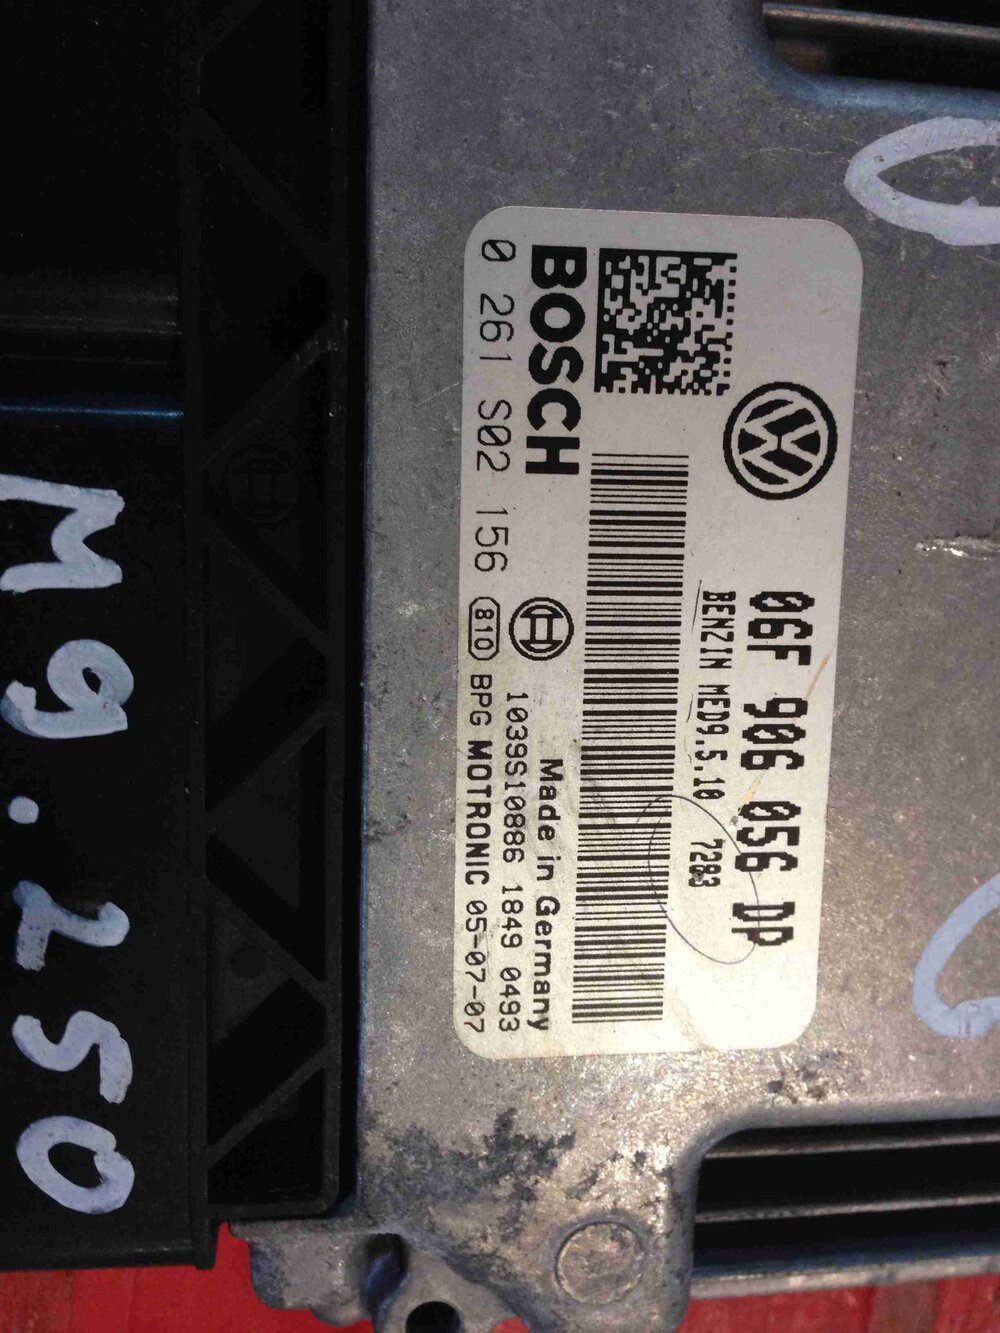 06F 906 056 DP
BENZIN MED9.5.10 7283
BOSCH
Made in Germany
1039S10886 1849 0493
0 261 S02 156 810 BPG MOTRONIC 05-07-07
M9.250